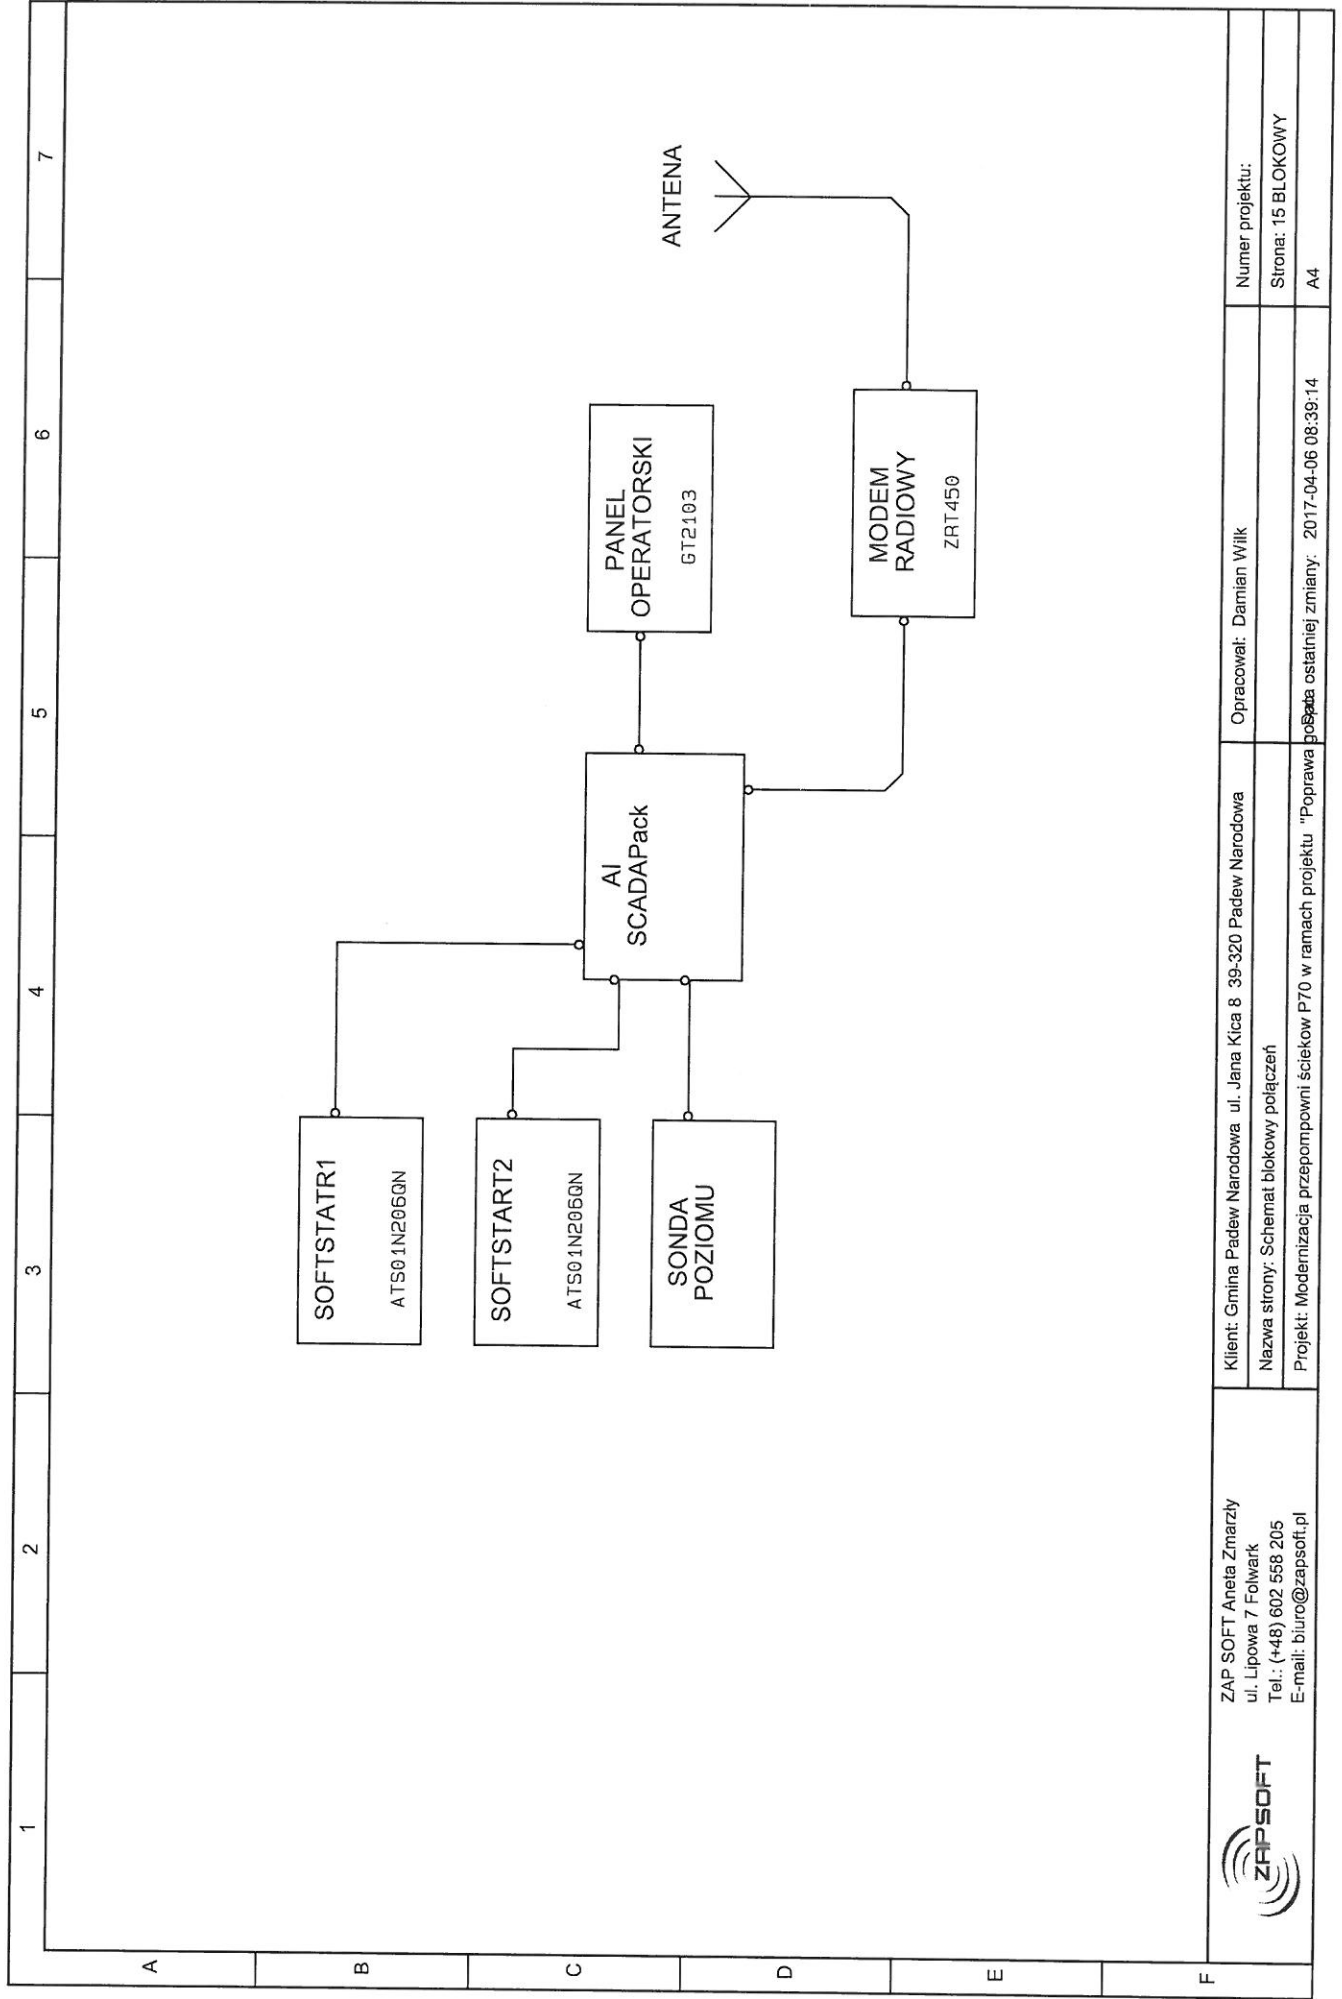 1 2 3 4 5 6 7
A
B
C
D
E
F
SOFTSTATR1
ATS01N206QN
SOFTSTART2
ATS01N206QN
SONDA
POZIOMU
AI
SCADAPack
PANEL
OPERATORSKI
GT2103
MODEM
RADIOWY
ZRT450
ANTENA
ZAPSOFT
ZAP SOFT Aneta Zmarzły
ul. Lipowa 7 Folwark
Tel.: (+48) 602 558 205
E-mail: biuro@zapsoft.pl
Klient: Gmina Padew Narodowa ul. Jana Kica 8 39-320 Padew Narodowa
Nazwa strony: Schemat blokowy połączeń
Projekt: Modernizacja przepompowni ściekow P70 w ramach projektu "Poprawa
Opracował: Damian Wilk
ostatniej zmiany: 2017-04-06 08:39:14
Numer projektu:
Strona: 15 BLOKOWY
A4